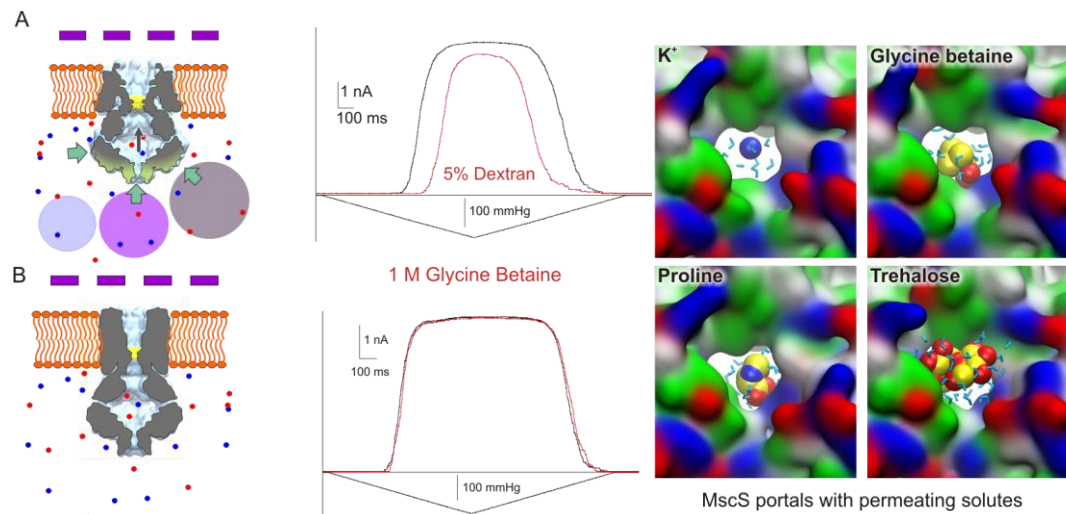 A
1 nA
100 ms
5% Dextran
100 mmHg
K⁺
Glycine betaine
B
1 M Glycine Betaine
1 nA
100 ms
100 mmHg
Proline
Trehalose
MscS portals with permeating solutes